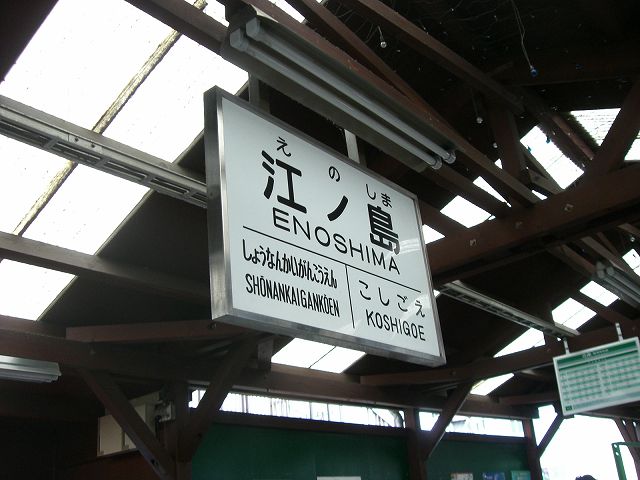 えのしま
江ノ島
ENOSHIMA
しょうなんかいがんこうえん
SHŌNANKAIGANKŌEN
こしごえ
KOSHIGOE